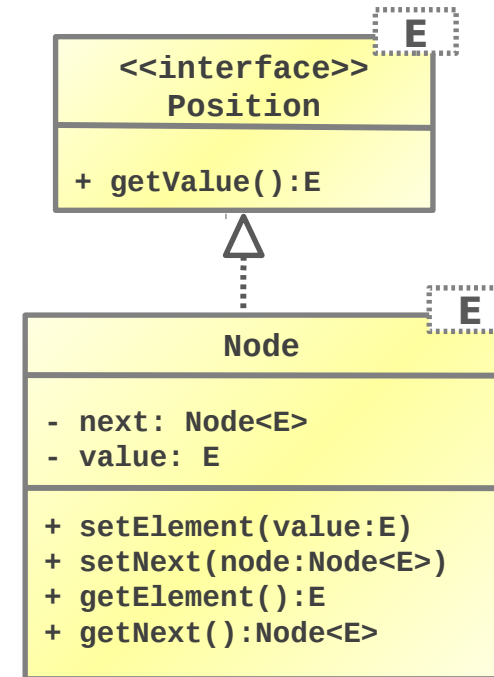 E
<<interface>>
Position
+ getValue():E
E
Node
- next: Node<E>
- value: E
+ setElement(value:E)
+ setNext(node:Node<E>)
+ getElement():E
+ getNext():Node<E>